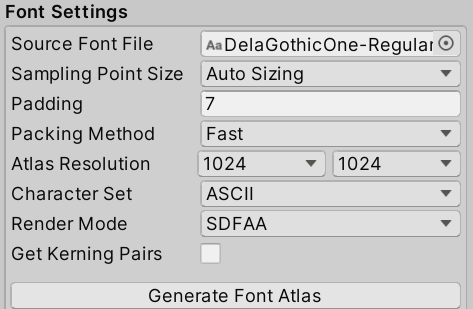 Font Settings
Source Font File Aa DelaGothicOne-Regular
Sampling Point Size Auto Sizing
Padding 7
Packing Method Fast
Atlas Resolution 1024 1024
Character Set ASCII
Render Mode SDFAA
Get Kerning Pairs
Generate Font Atlas